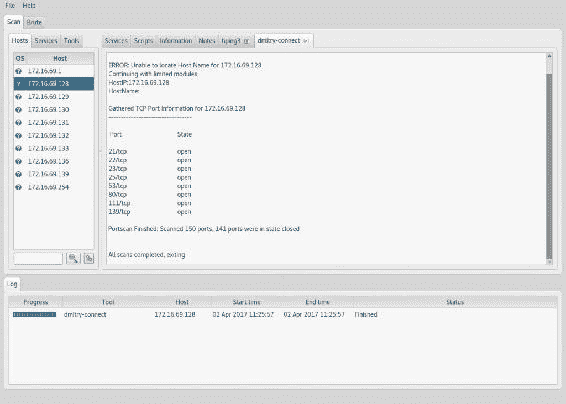 File Help
Scan Brute
Hosts Services Tools
OS Host
? 172.16.69.1
? 172.16.69.128
? 172.16.69.129
? 172.16.69.130
? 172.16.69.131
? 172.16.69.132
? 172.16.69.133
? 172.16.69.136
? 172.16.69.139
? 172.16.69.254
Services Scripts Information Notes hping3 dmitry-connect
ERROR: Unable to locate Host Name for 172.16.69.128
Continuing with limited modules
HostIP:172.16.69.128
HostName:
Gathered TCP Port information for 172.16.69.128
---------------------------------
Port State
21/tcp open
22/tcp open
23/tcp open
25/tcp open
53/tcp open
80/tcp open
111/tcp open
139/tcp open
Portscan Finished: Scanned 150 ports, 141 ports were in state closed
All scans completed, exiting
Log
Progress Tool Host Start time End time Status
dmitry-connect 172.16.69.128 02 Apr 2017 11:25:57 02 Apr 2017 11:25:57 Finished